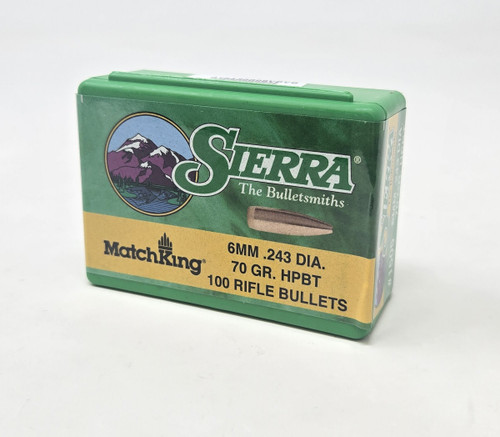 SIERRA®
The Bulletsmiths
MatchKing®
6MM .243 DIA.
70 GR. HPBT
100 RIFLE BULLETS